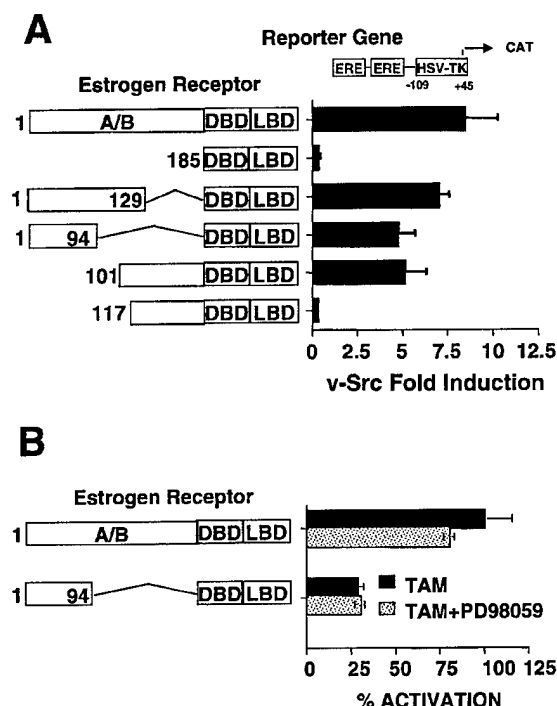 A
Reporter Gene
ERE ERE HSV-TK CAT
-109 +45
Estrogen Receptor
1 A/B DBD LBD
185 DBD LBD
1 129 DBD LBD
1 94 DBD LBD
101 DBD LBD
117 DBD LBD
0 2.5 5 7.5 10 12.5
v-Src Fold Induction
B
Estrogen Receptor
1 A/B DBD LBD
1 94 DBD LBD
TAM
TAM+PD98059
0 25 50 75 100 125
% ACTIVATION